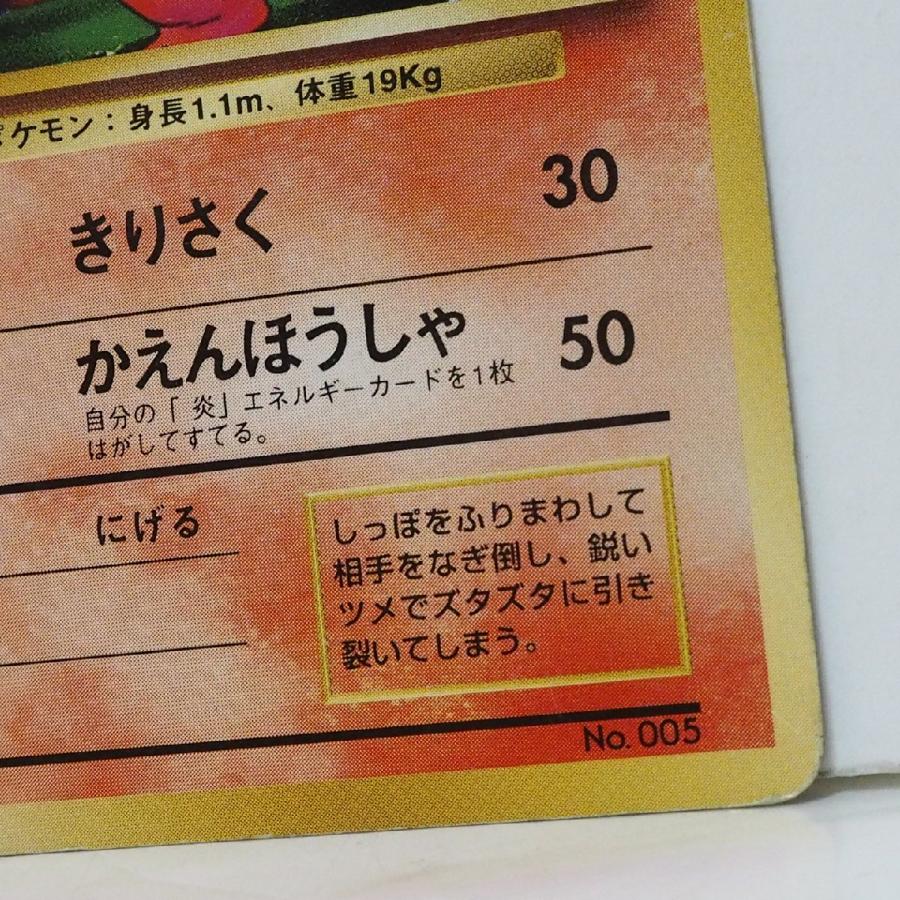 ポケモン：身長1.1m、体重19Kg
きりさく 30
かえんほうしゃ 50
自分の「炎」エネルギーカードを1枚
はがしてすてる。
にげる
しっぽをふりまわして
相手をなぎ倒し、鋭い
ツメでズタズタに引き
裂いてしまう。
No. 005